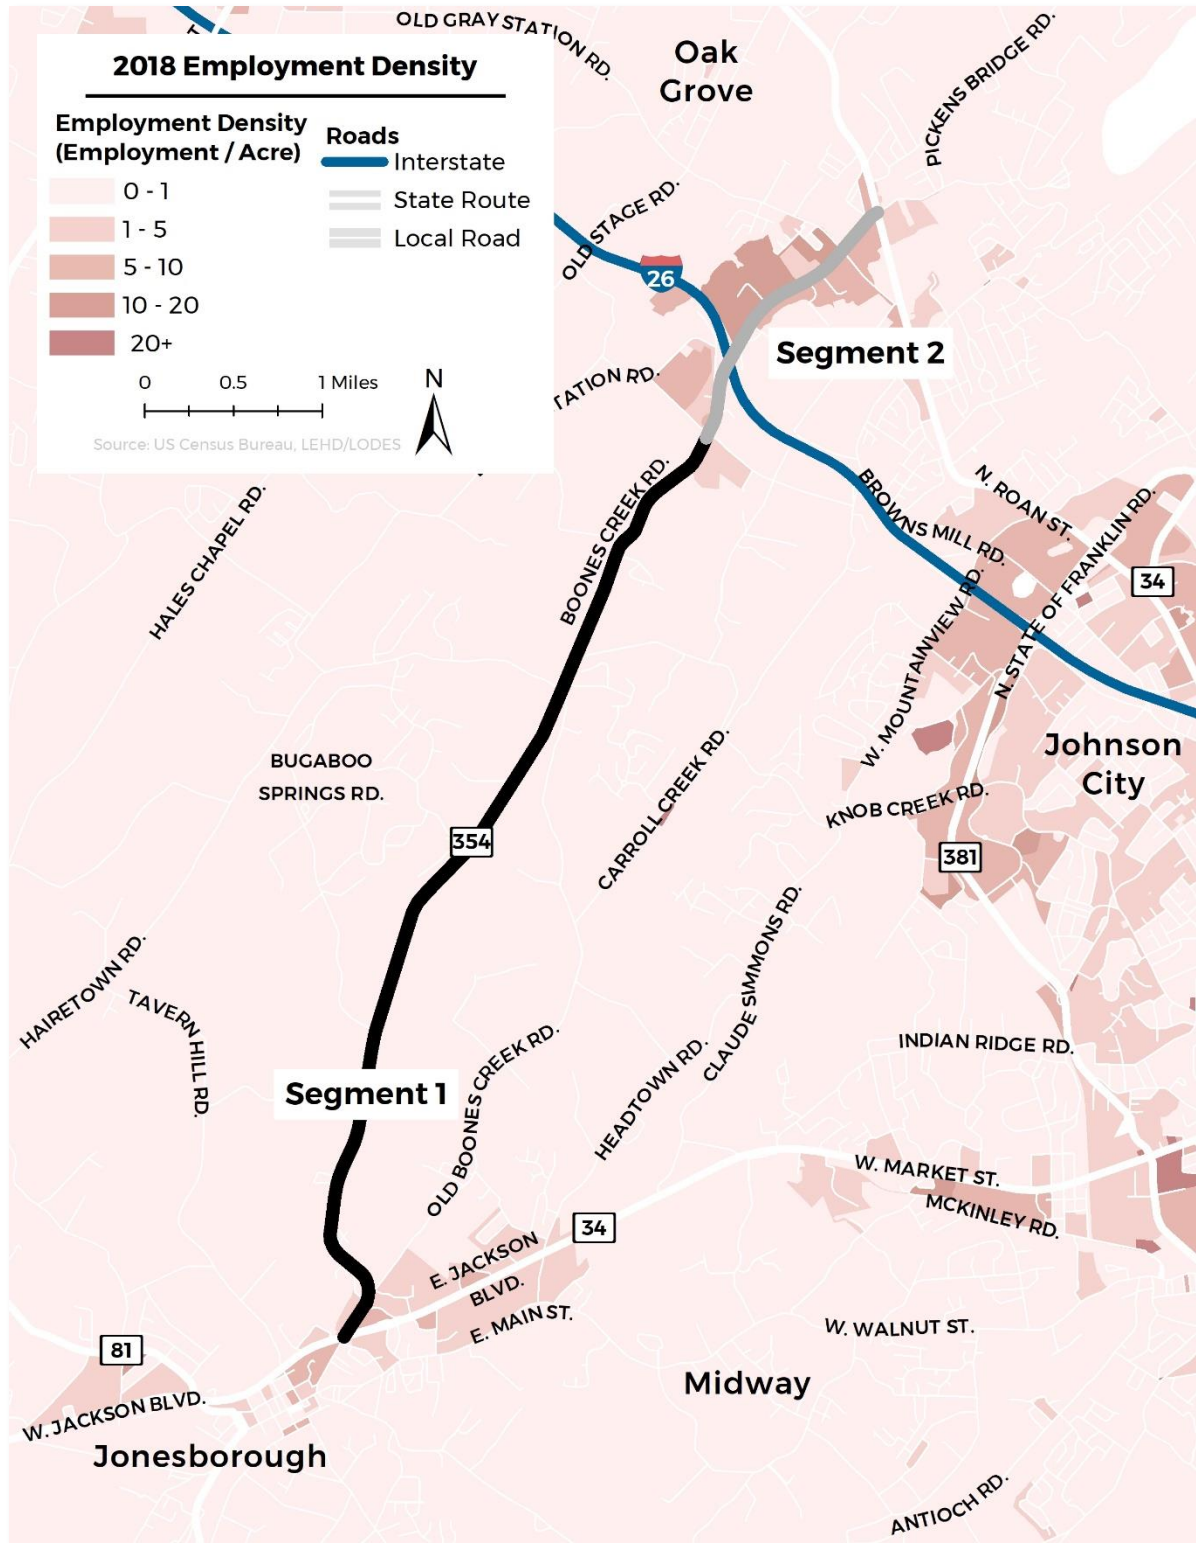 OLD GRAY STATION RD.
Oak
Grove
PICKENS BRIDGE RD.
2018 Employment Density
Employment Density
(Employment / Acre)
0 - 1
1 - 5
5 - 10
10 - 20
20+
Roads
Interstate
State Route
Local Road
0 0.5 1 Miles
N
Source: US Census Bureau, LEHD/LODES
OLD STAGE RD.
26
Segment 2
TATION RD.
BOONES CREEK RD.
HALES CHAPEL RD.
BROWNS MILL RD.
N. ROAN ST.
N. STATE OF FRANKLIN RD.
34
W. MOUNTAINVIEW RD.
Johnson
City
BUGABOO
SPRINGS RD.
CARROLL CREEK RD.
KNOB CREEK RD.
354
381
HAIRETOWN RD.
TAVERN HILL RD.
CLAUDE SIMMONS RD.
INDIAN RIDGE RD.
Segment 1
OLD BOONES CREEK RD.
HEADTOWN RD.
W. MARKET ST.
MCKINLEY RD.
34
E. JACKSON
BLVD.
E. MAIN ST.
W. WALNUT ST.
81
W. JACKSON BLVD.
Midway
Jonesborough
ANTIOCH RD.